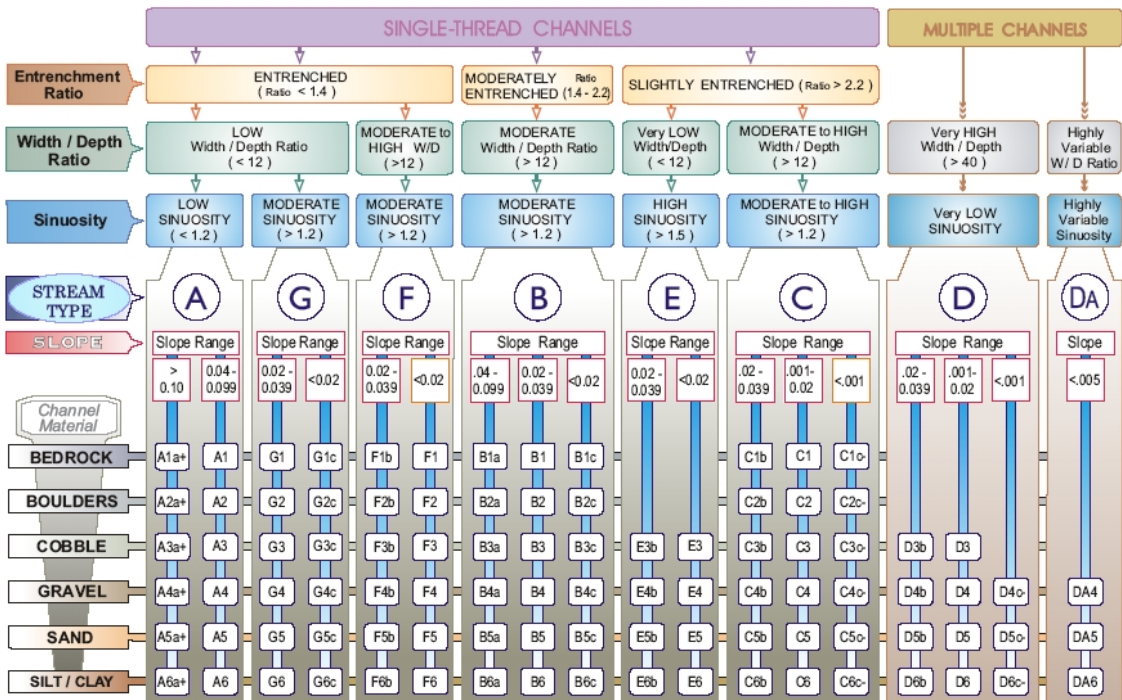 SINGLE-THREAD CHANNELS
MULTIPLE CHANNELS
Entrenchment
Ratio
ENTRENCHED
( Ratio < 1.4 )
MODERATELY Ratio
ENTRENCHED (1.4 - 2.2)
SLIGHTLY ENTRENCHED ( Ratio > 2.2 )
Width / Depth
Ratio
LOW
Width / Depth Ratio
( < 12 )
MODERATE to
HIGH W/D
( >12 )
MODERATE
Width / Depth Ratio
( > 12 )
Very LOW
Width/Depth
( < 12 )
MODERATE to HIGH
Width / Depth
( > 12 )
Very HIGH
Width / Depth
( > 40 )
Highly
Variable
W / D Ratio
Sinuosity
LOW
SINUOSITY
( < 1.2 )
MODERATE
SINUOSITY
( > 1.2 )
MODERATE
SINUOSITY
( > 1.2 )
MODERATE
SINUOSITY
( > 1.2 )
HIGH
SINUOSITY
( > 1.5 )
MODERATE to HIGH
SINUOSITY
( > 1.2 )
Very LOW
SINUOSITY
Highly
Variable
Sinuosity
STREAM
TYPE
A G F B E C D DA
SLOPE
Slope Range Slope Range Slope Range Slope Range Slope Range Slope Range Slope Range Slope
>
0.10
0.04 -
0.099
0.02 -
0.039
<0.02
0.02 -
0.039
<0.02
.04 -
0.099
0.02 -
0.039
<0.02
0.02 -
0.039
<0.02
.02 -
0.039
.001-
0.02
<.001
.02 -
0.039
.001-
0.02
<.001
<.005
Channel
Material
BEDROCK A1a+ A1 G1 G1c F1b F1 B1a B1 B1c C1b C1 C1c-
BOULDERS A2a+ A2 G2 G2c F2b F2 B2a B2 B2c C2b C2 C2c-
COBBLE A3a+ A3 G3 G3c F3b F3 B3a B3 B3c E3b E3 C3b C3 C3c- D3b D3
GRAVEL A4a+ A4 G4 G4c F4b F4 B4a B4 B4c E4b E4 C4b C4 C4c- D4b D4 D4c- DA4
SAND A5a+ A5 G5 G5c F5b F5 B5a B5 B5c E5b E5 C5b C5 C5c- D5b D5 D5c- DA5
SILT / CLAY A6a+ A6 G6 G6c F6b F6 B6a B6 B6c E6b E6 C6b C6 C6c- D6b D6 D6c- DA6